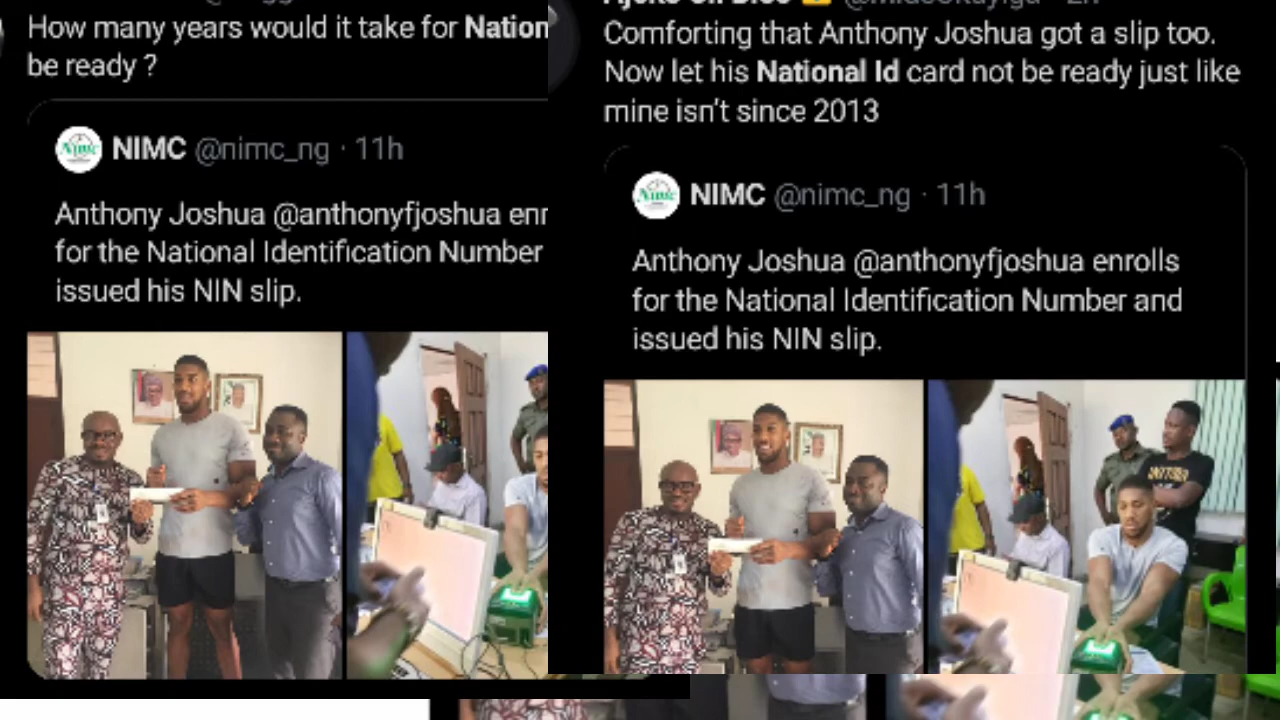 How many years would it take for Nation
be ready ?
NIMC @nimc_ng · 11h
Anthony Joshua @anthonyfjoshua enr
for the National Identification Number
issued his NIN slip.
Comforting that Anthony Joshua got a slip too.
Now let his National Id card not be ready just like
mine isn't since 2013
NIMC @nimc_ng · 11h
Anthony Joshua @anthonyfjoshua enrolls
for the National Identification Number and
issued his NIN slip.